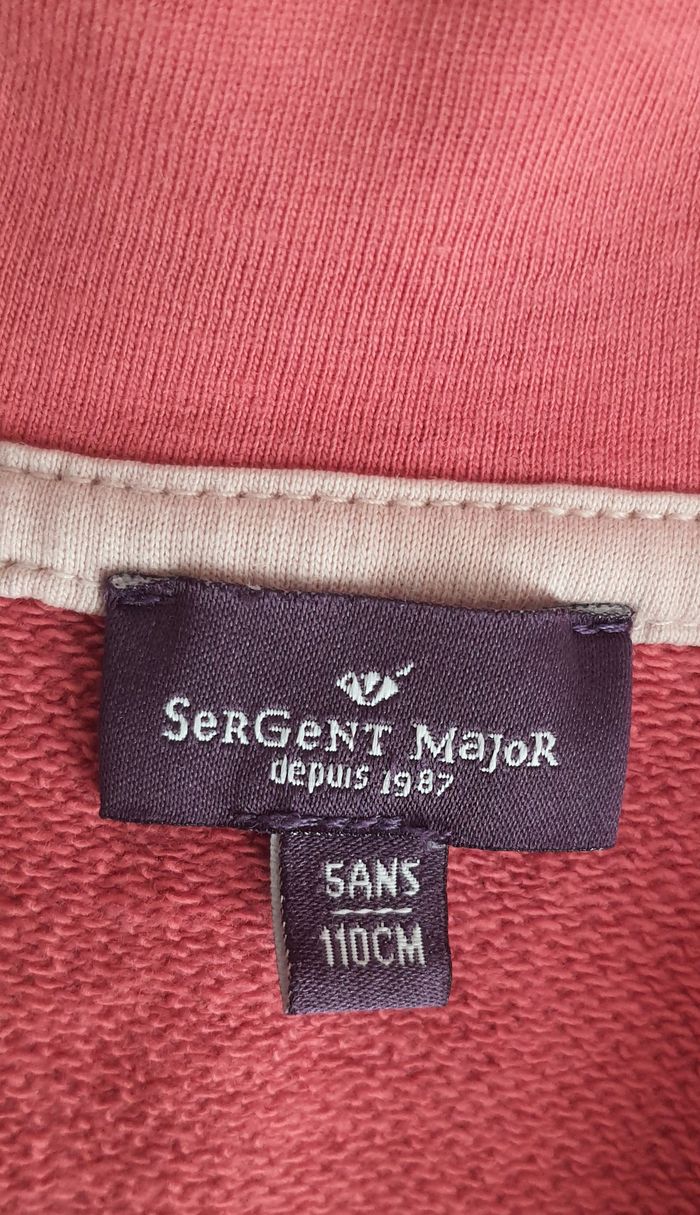 SerGeNT MaJoR
depuis 1987
5ANS
110CM